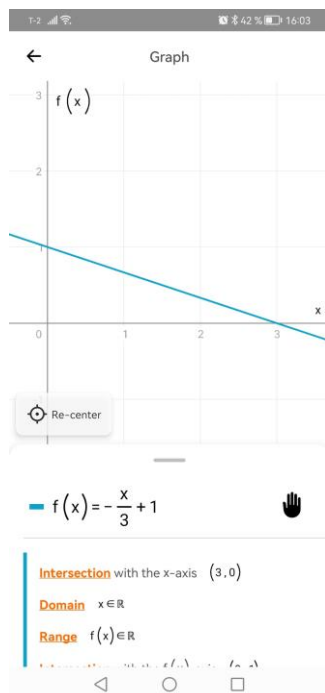 T-2 42 % 16:03
Graph
3 f(x)
2
1
x
0 1 2 3
Re-center
f(x)=-x/3+1
Intersection with the x-axis (3,0)
Domain x∈ℝ
Range f(x)∈ℝ